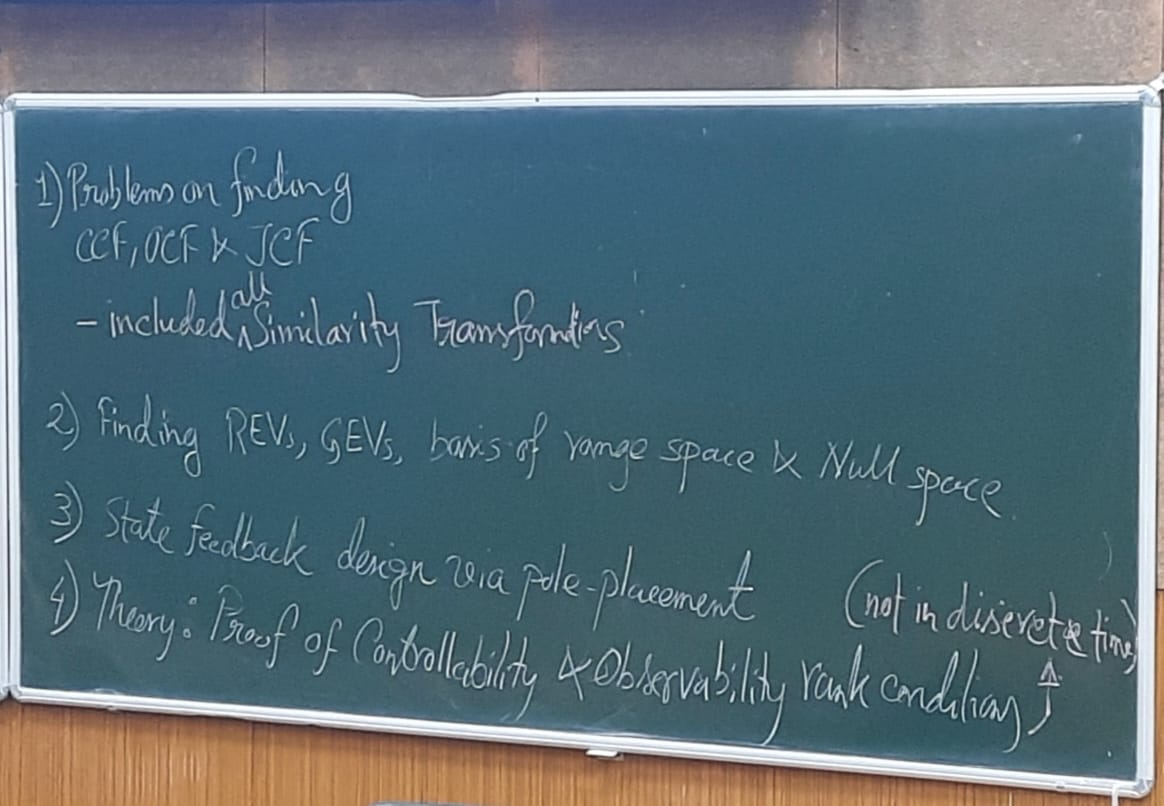 1) Problems on finding
CCF, OCF & JCF
- included all Similarity Transformtions
2) Finding REVs, GEVs, basis of range space & Null space
3) State feedback design via pole-placement
(not in discrete time)
4) Theory: Proof of Controllability & Observability rank conditions